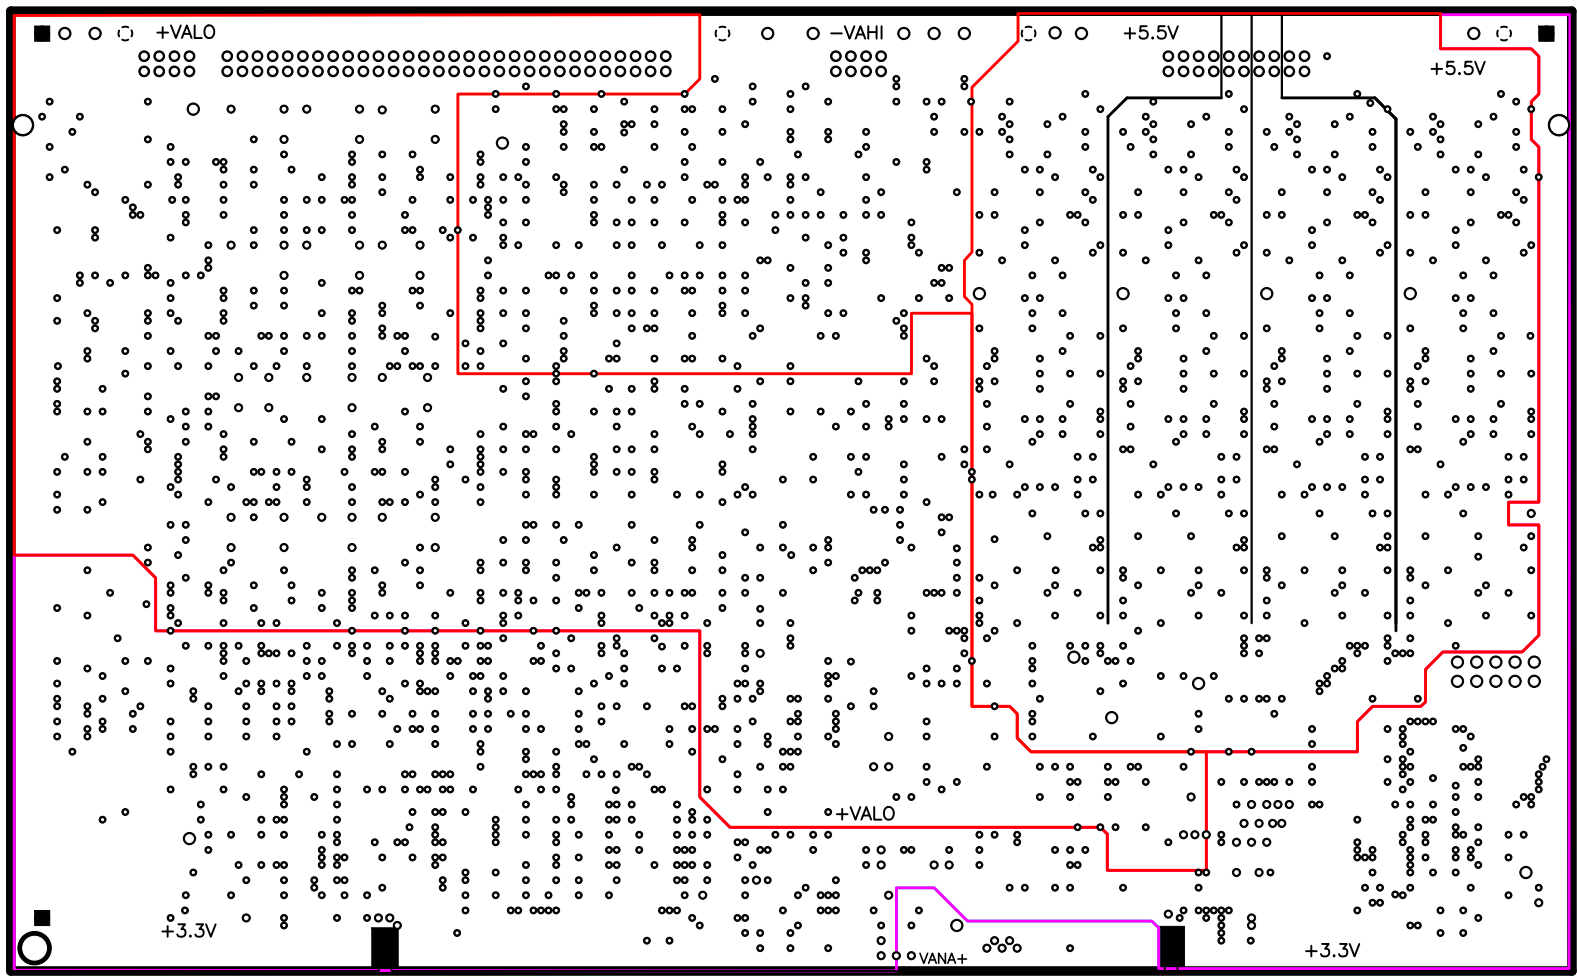 +VALO
-VAHI
+5.5V
+5.5V
+VALO
+3.3V
+3.3V
VANA+